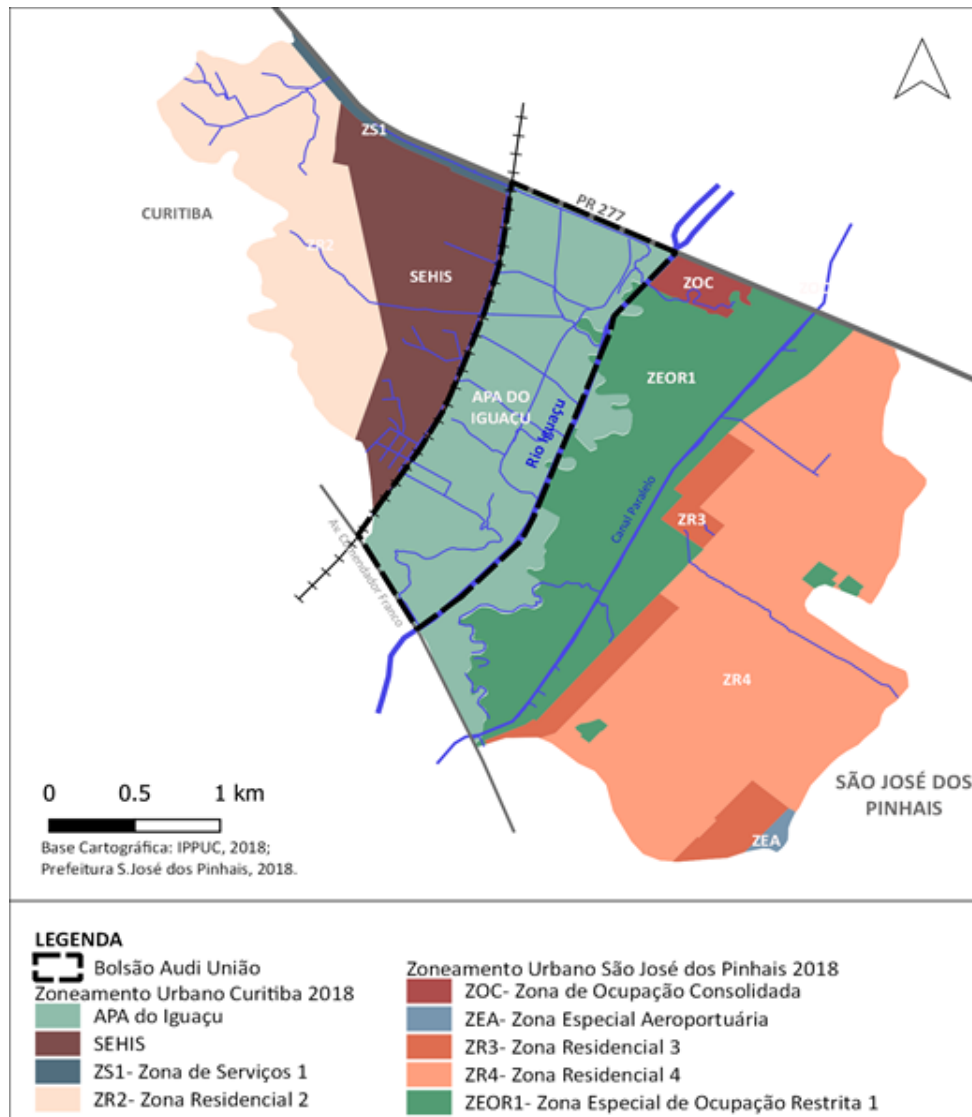 ZS1
PR 277
CURITIBA
ZR2
SEHIS
ZOC
ZEOR1
APA DO
IGUAÇU
Rio Iguaçu
Canal Paralelo
ZR3
Av Comendador Franco
ZR4
SÃO JOSÉ DOS
PINHAIS
ZEA
0 0.5 1 km
Base Cartográfica: IPPUC, 2018;
Prefeitura S.José dos Pinhais, 2018.
LEGENDA
Bolsão Audi União
Zoneamento Urbano Curitiba 2018
APA do Iguaçu
SEHIS
ZS1- Zona de Serviços 1
ZR2- Zona Residencial 2
Zoneamento Urbano São José dos Pinhais 2018
ZOC- Zona de Ocupação Consolidada
ZEA- Zona Especial Aeroportuária
ZR3- Zona Residencial 3
ZR4- Zona Residencial 4
ZEOR1- Zona Especial de Ocupação Restrita 1